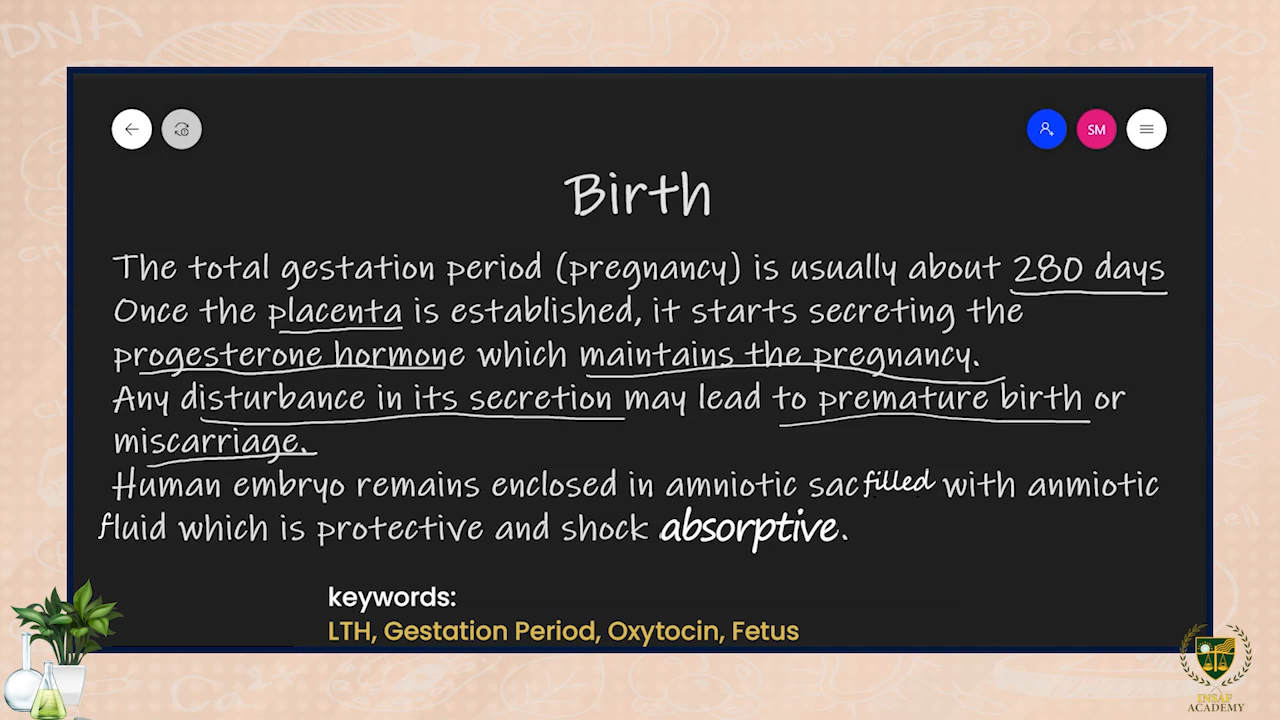 DNA
embryo
Cell
SM
Birth
The total gestation period (pregnancy) is usually about 280 days
Once the placenta is established, it starts secreting the
progesterone hormone which maintains the pregnancy.
Any disturbance in its secretion may lead to premature birth or
miscarriage.
Human embryo remains enclosed in amniotic sac filled with anmiotic
fluid which is protective and shock absorptive.
keywords:
LTH, Gestation Period, Oxytocin, Fetus
INSAF
ACADEMY